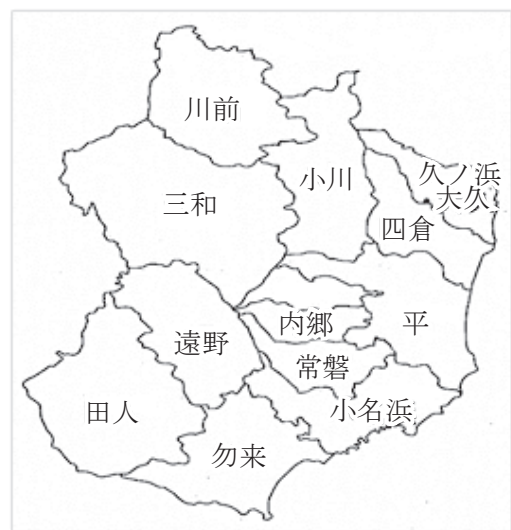 川前
小川
久ノ浜
大久
三和
四倉
内郷
平
遠野
常磐
田人
小名浜
勿来